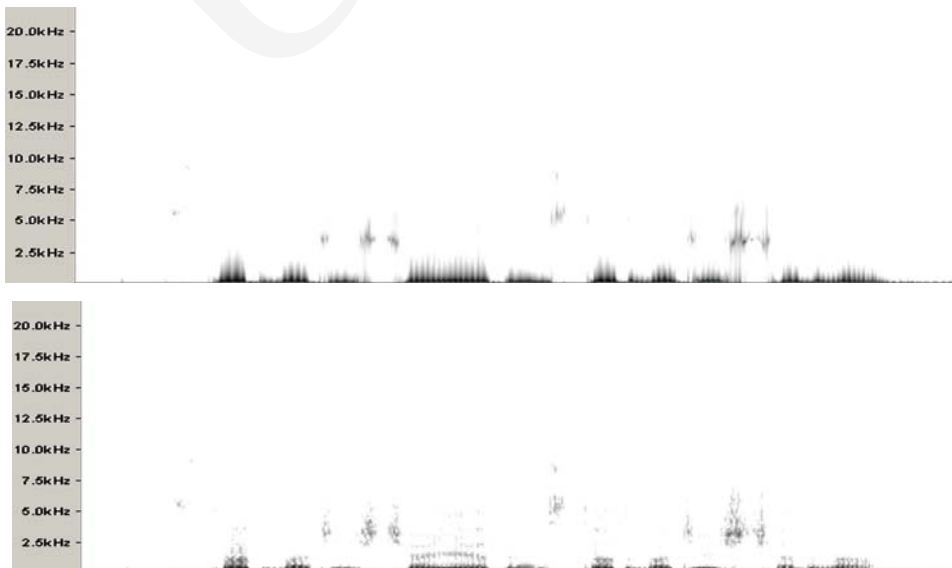 20.0kHz -
17.5kHz -
15.0kHz -
12.5kHz -
10.0kHz -
7.5kHz -
5.0kHz -
2.5kHz -
20.0kHz -
17.5kHz -
15.0kHz -
12.5kHz -
10.0kHz -
7.5kHz -
5.0kHz -
2.5kHz -